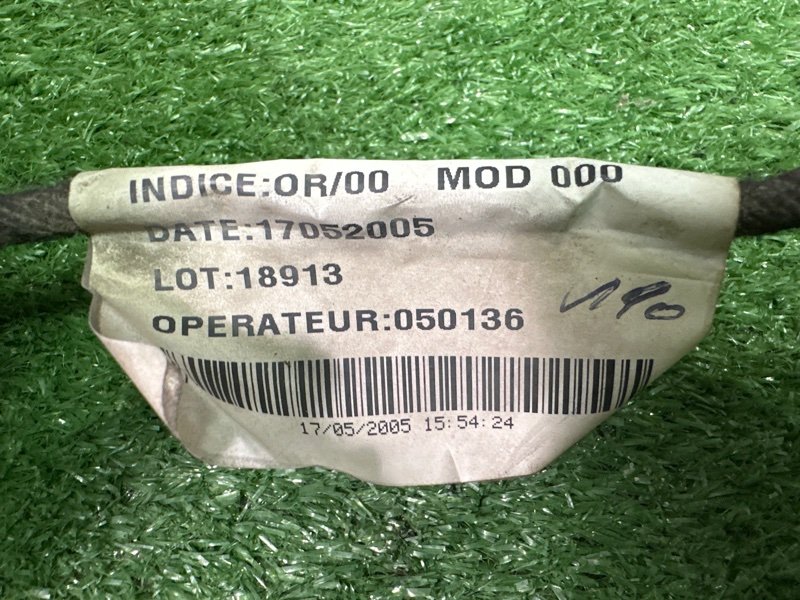 INDICE:OR/00 MOD 000
DATE:17052005
LOT:18913
OPERATEUR:050136
17/05/2005 15:54:24